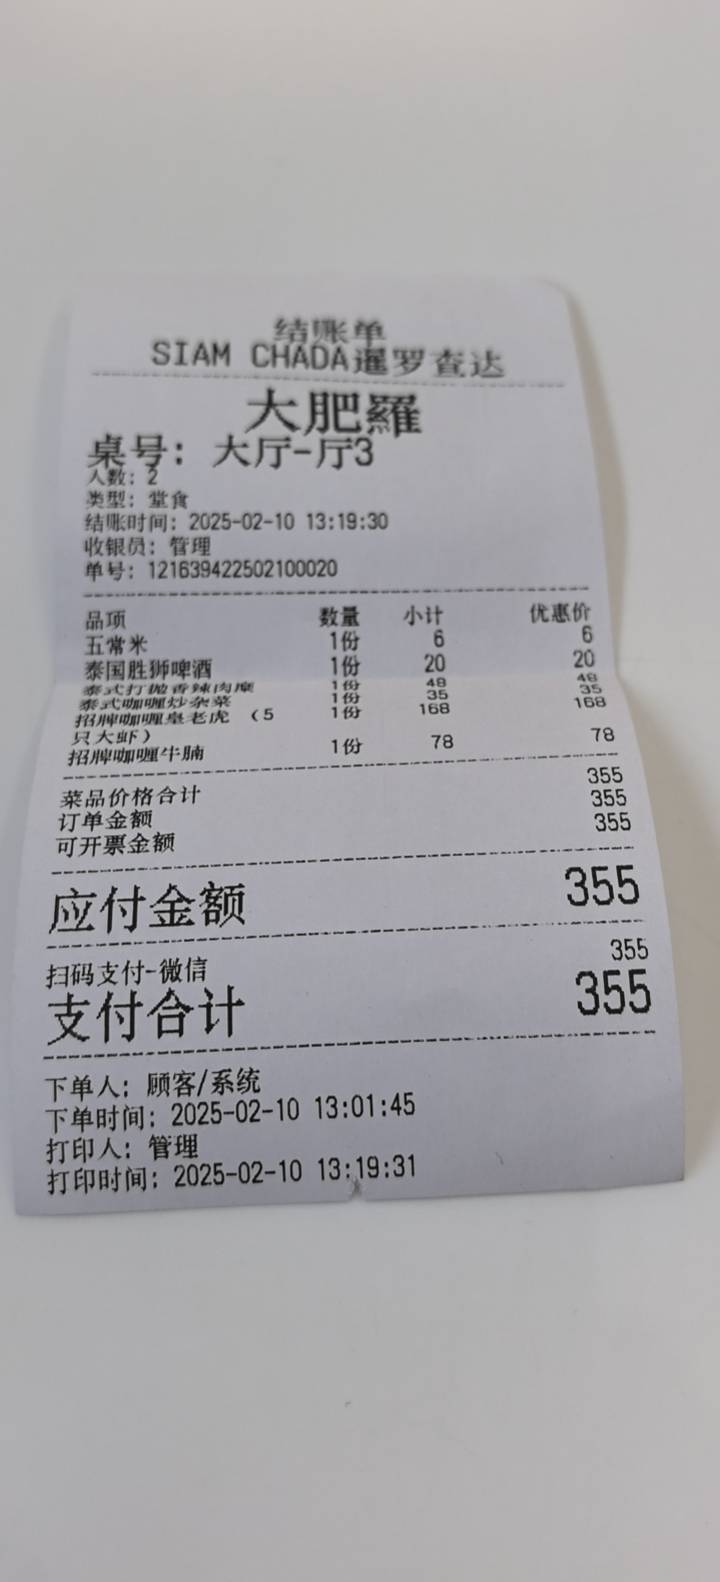 结账单
SIAM CHADA暹罗查达
大肥羅
桌号: 大厅-厅3
人数: 2
类型: 堂食
结账时间: 2025-02-10 13:19:30
收银员: 管理
单号: 121639422502100020
品项 数量 小计 优惠价
五常米 1份 6 6
泰国胜狮啤酒 1份 20 20
泰式打抛香辣肉糜 1份 48 48
泰式咖喱炒杂菜 1份 35 35
招牌咖喱皇老虎 (5 1份 168 168
只大虾)
招牌咖喱牛腩 1份 78 78
菜品价格合计 355
订单金额 355
可开票金额 355
应付金额 355
扫码支付-微信 355
支付合计 355
下单人: 顾客/系统
下单时间: 2025-02-10 13:01:45
打印人: 管理
打印时间: 2025-02-10 13:19:31